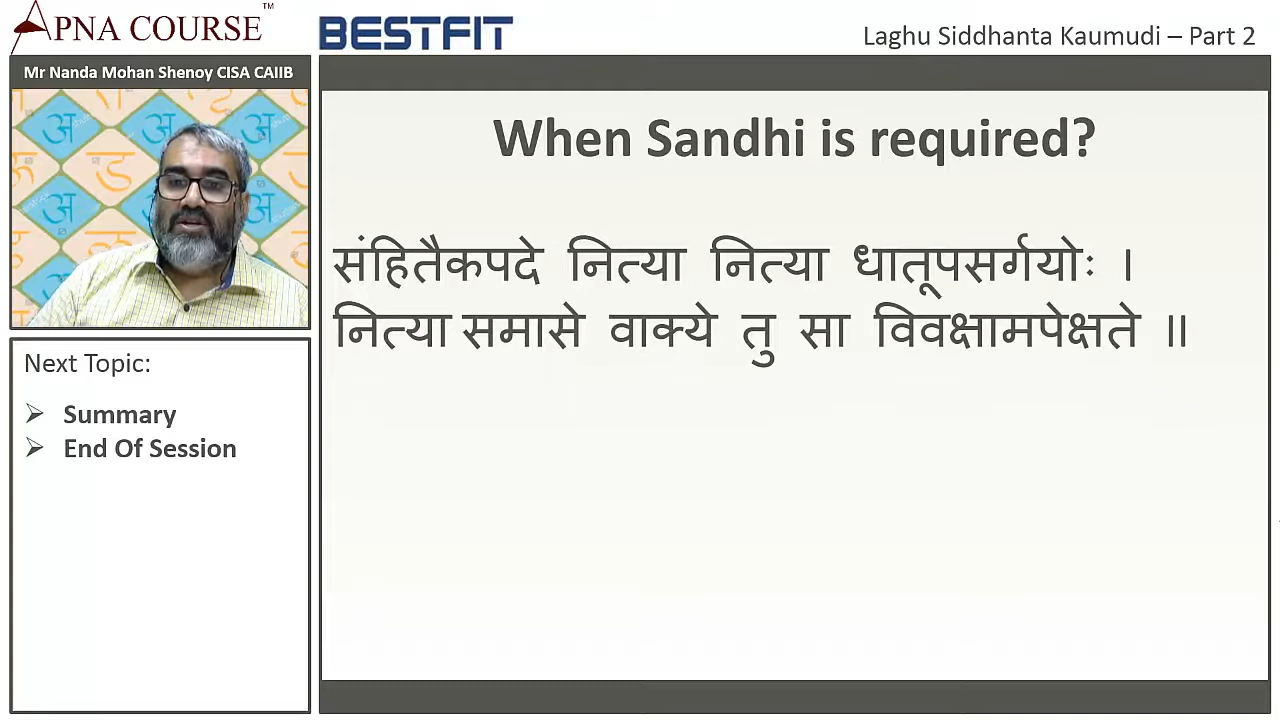 APNA COURSE™
BESTFIT
Laghu Siddhanta Kaumudi – Part 2
Mr Nanda Mohan Shenoy CISA CAIIB
When Sandhi is required?
संहितैकपदे नित्या नित्या धातूपसर्गयोः ।
नित्या समासे वाक्ये तु सा विवक्षामपेक्षते ॥
Next Topic:
➢ Summary
➢ End Of Session